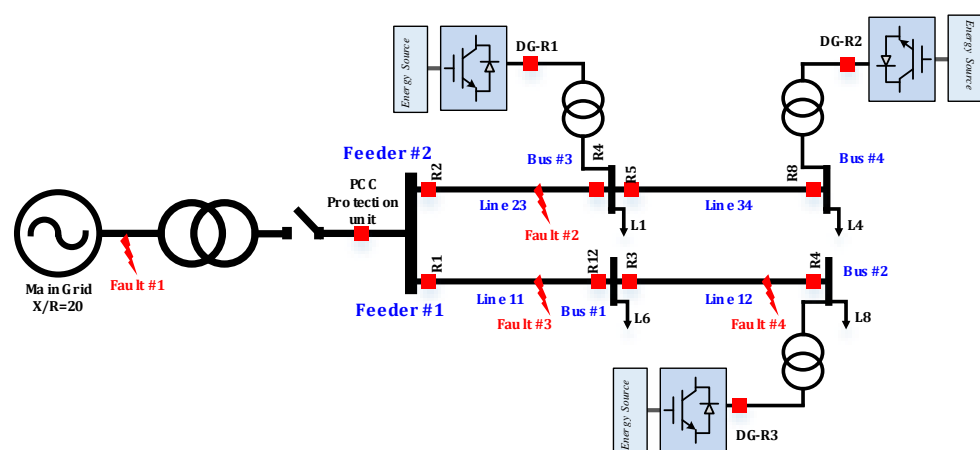 Energy Source
DG-R1
DG-R2
Energy Source
R4
Bus #3
Bus #4
Feeder #2
R2
R5
R8
PCC
Protection
unit
Line 23
Line 34
Fault #2
L1
L4
Main Grid
X/R=20
Fault #1
R1
R12
R3
R4
Bus #2
Feeder #1
Line 11
Line 12
Fault #3
Bus #1
L6
Fault #4
L8
Energy Source
DG-R3